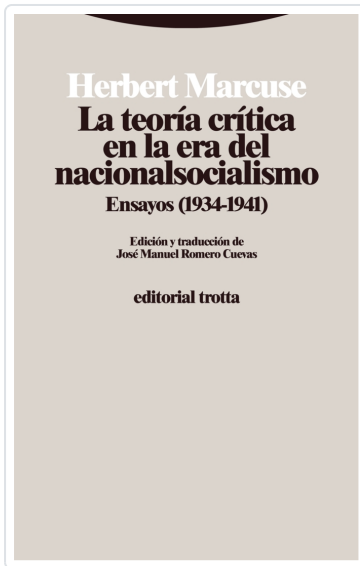 Herbert Marcuse
La teoría crítica
en la era del
nacionalsocialismo
Ensayos (1934-1941)
Edición y traducción de
José Manuel Romero Cuevas
editorial trotta